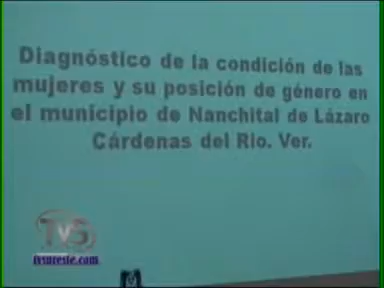 Diagnóstico de la condición de las
mujeres y su posición de género en
el municipio de Nanchital de Lázaro
Cárdenas del Rio. Ver.
TVS
tvsureste.com